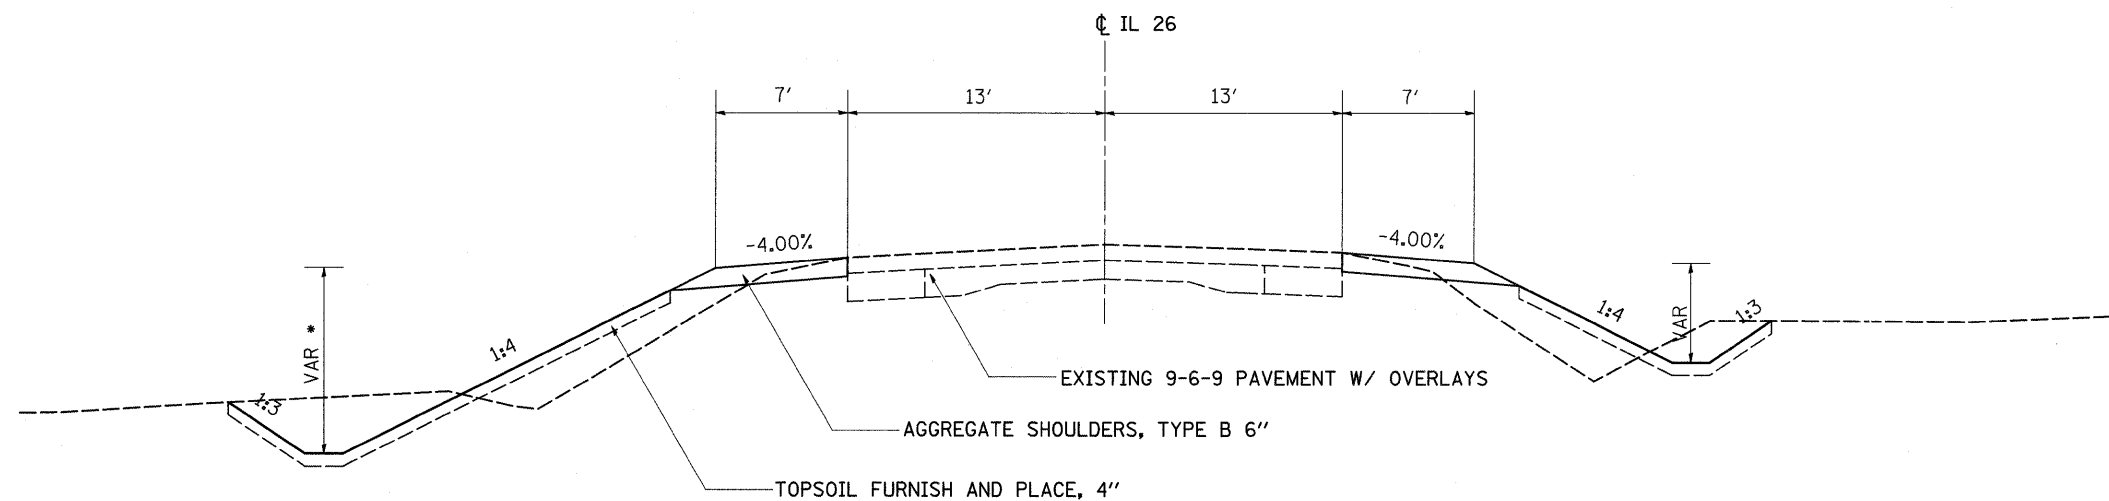 ℄ IL 26
7' 13' 13' 7'
-4.00% -4.00%
VAR * 1:4 1:3 1:4 VAR 1:3
EXISTING 9-6-9 PAVEMENT W/ OVERLAYS
AGGREGATE SHOULDERS, TYPE B 6"
TOPSOIL FURNISH AND PLACE, 4"